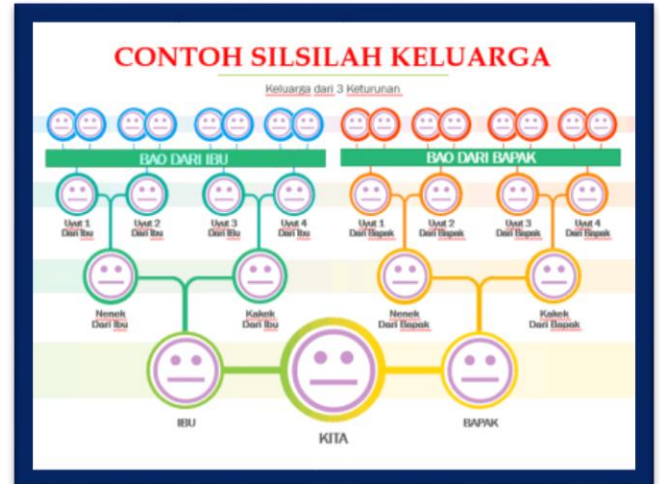 CONTOH SILSILAH KELUARGA
Keluarga dari 3 Keturunan
BAO DARI IBU
BAO DARI BAPAK
Uyut 1
Dari Ibu
Uyut 2
Dari Ibu
Uyut 3
Dari Ibu
Uyut 4
Dari Ibu
Uyut 1
Dari Bapak
Uyut 2
Dari Bapak
Uyut 3
Dari Bapak
Uyut 4
Dari Bapak
Nenek
Dari Ibu
Kakek
Dari Ibu
Nenek
Dari Bapak
Kakek
Dari Bapak
IBU
KITA
BAPAK